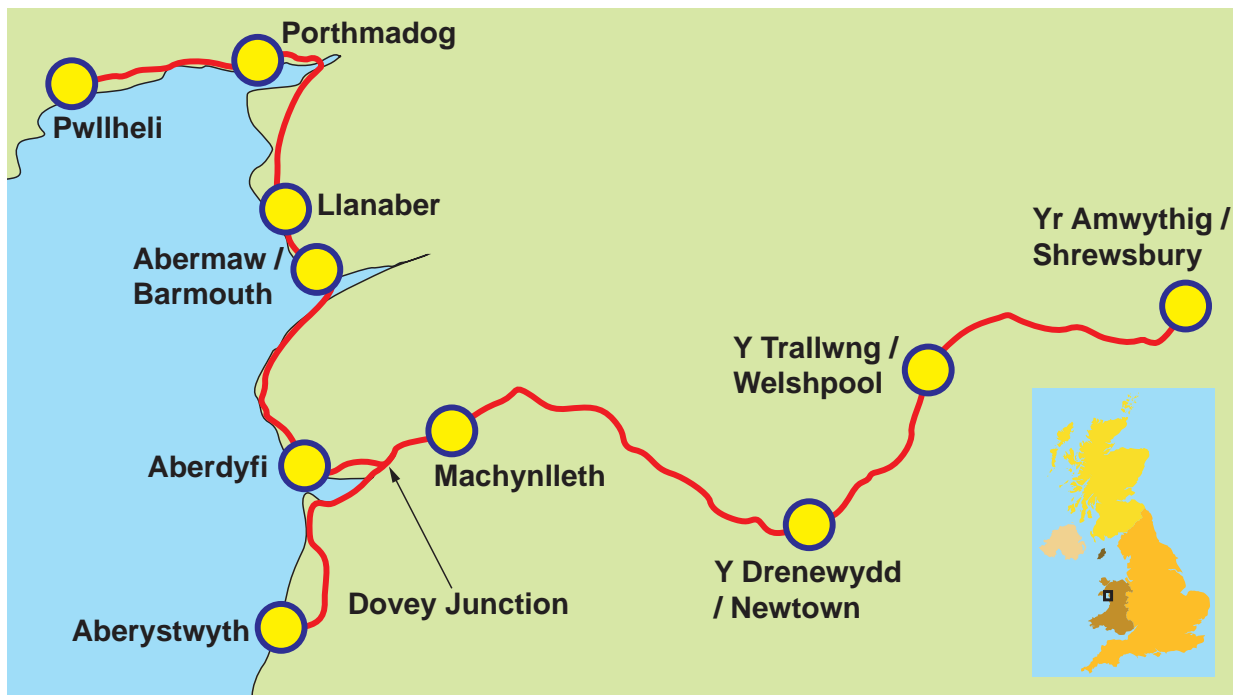 Porthmadog
Pwllheli
Llanaber
Yr Amwythig /
Shrewsbury
Abermaw /
Barmouth
Y Trallwng /
Welshpool
Aberdyfi
Machynlleth
Y Drenewydd
/ Newtown
Dovey Junction
Aberystwyth